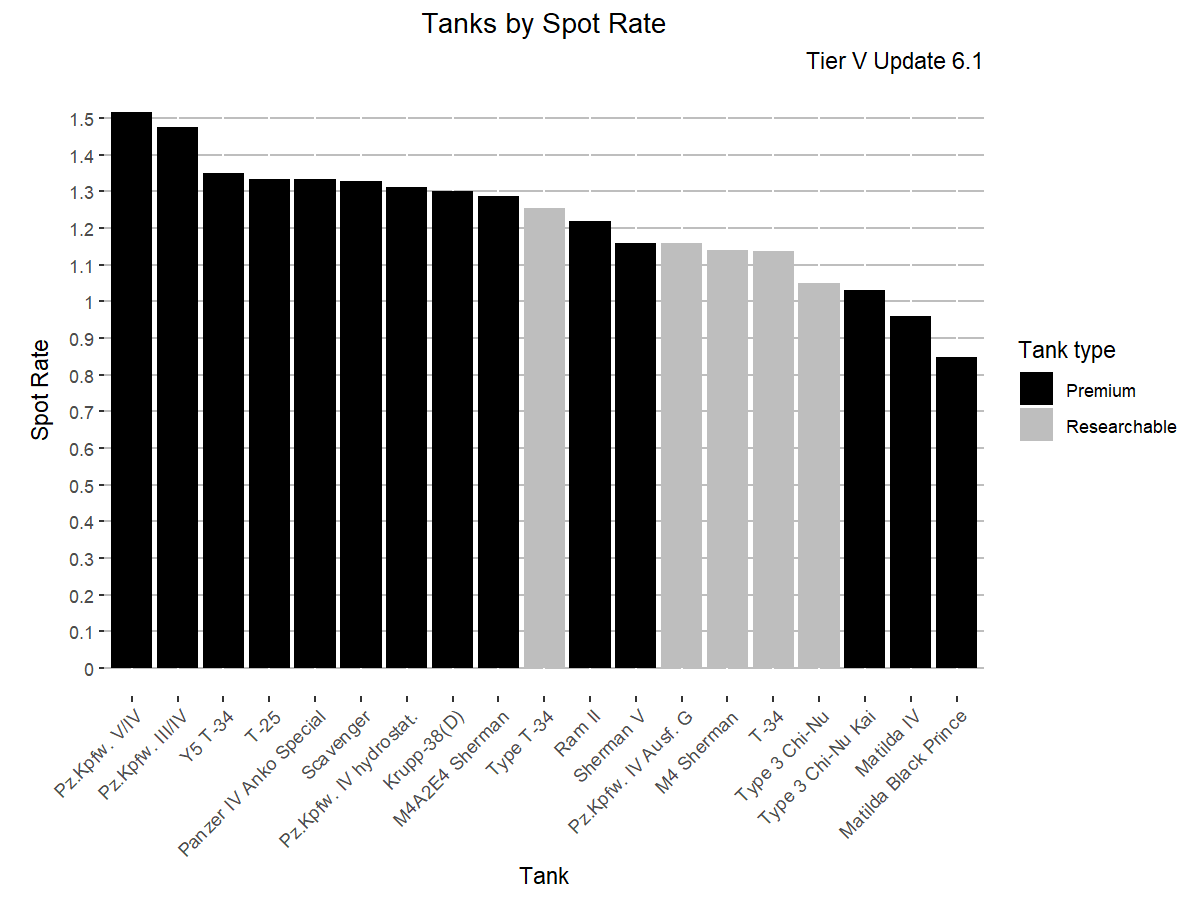 Tanks by Spot Rate
Tier V Update 6.1
Spot Rate
1.5
1.4
1.3
1.2
1.1
1
0.9
0.8
0.7
0.6
0.5
0.4
0.3
0.2
0.1
0
Pz.Kpfw. V/IV
Pz.Kpfw. III/IV
Y5 T-34
T-25
Panzer IV Anko Special
Scavenger
Pz.Kpfw. IV hydrostat.
Krupp-38(D)
M4A2E4 Sherman
Type T-34
Ram II
Sherman V
Pz.Kpfw. IV Ausf. G
M4 Sherman
T-34
Type 3 Chi-Nu
Type 3 Chi-Nu Kai
Matilda IV
Matilda Black Prince
Tank
Tank type
Premium
Researchable